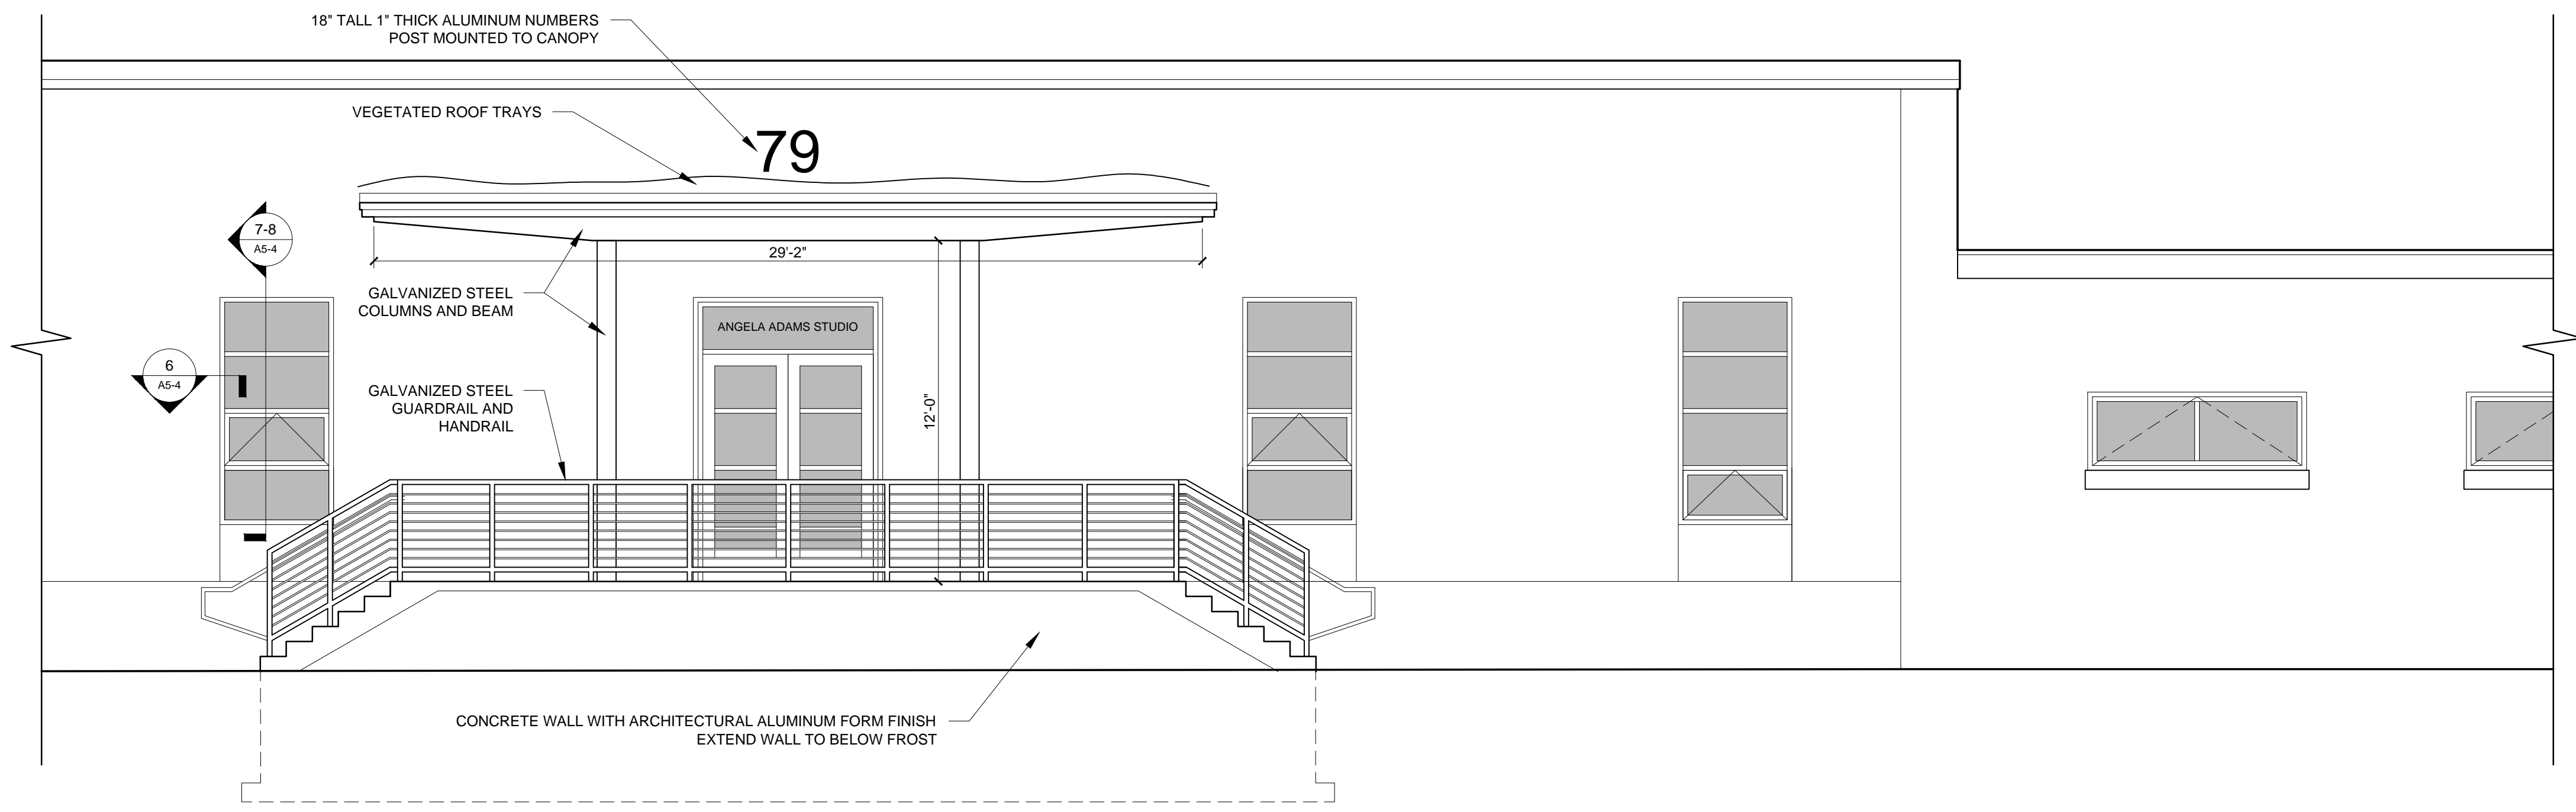 18" TALL 1" THICK ALUMINUM NUMBERS
POST MOUNTED TO CANOPY
VEGETATED ROOF TRAYS
79
7-8
A5-4
29'-2"
GALVANIZED STEEL
COLUMNS AND BEAM
ANGELA ADAMS STUDIO
6
A5-4
GALVANIZED STEEL
GUARDRAIL AND
HANDRAIL
12'-0"
CONCRETE WALL WITH ARCHITECTURAL ALUMINUM FORM FINISH
EXTEND WALL TO BELOW FROST